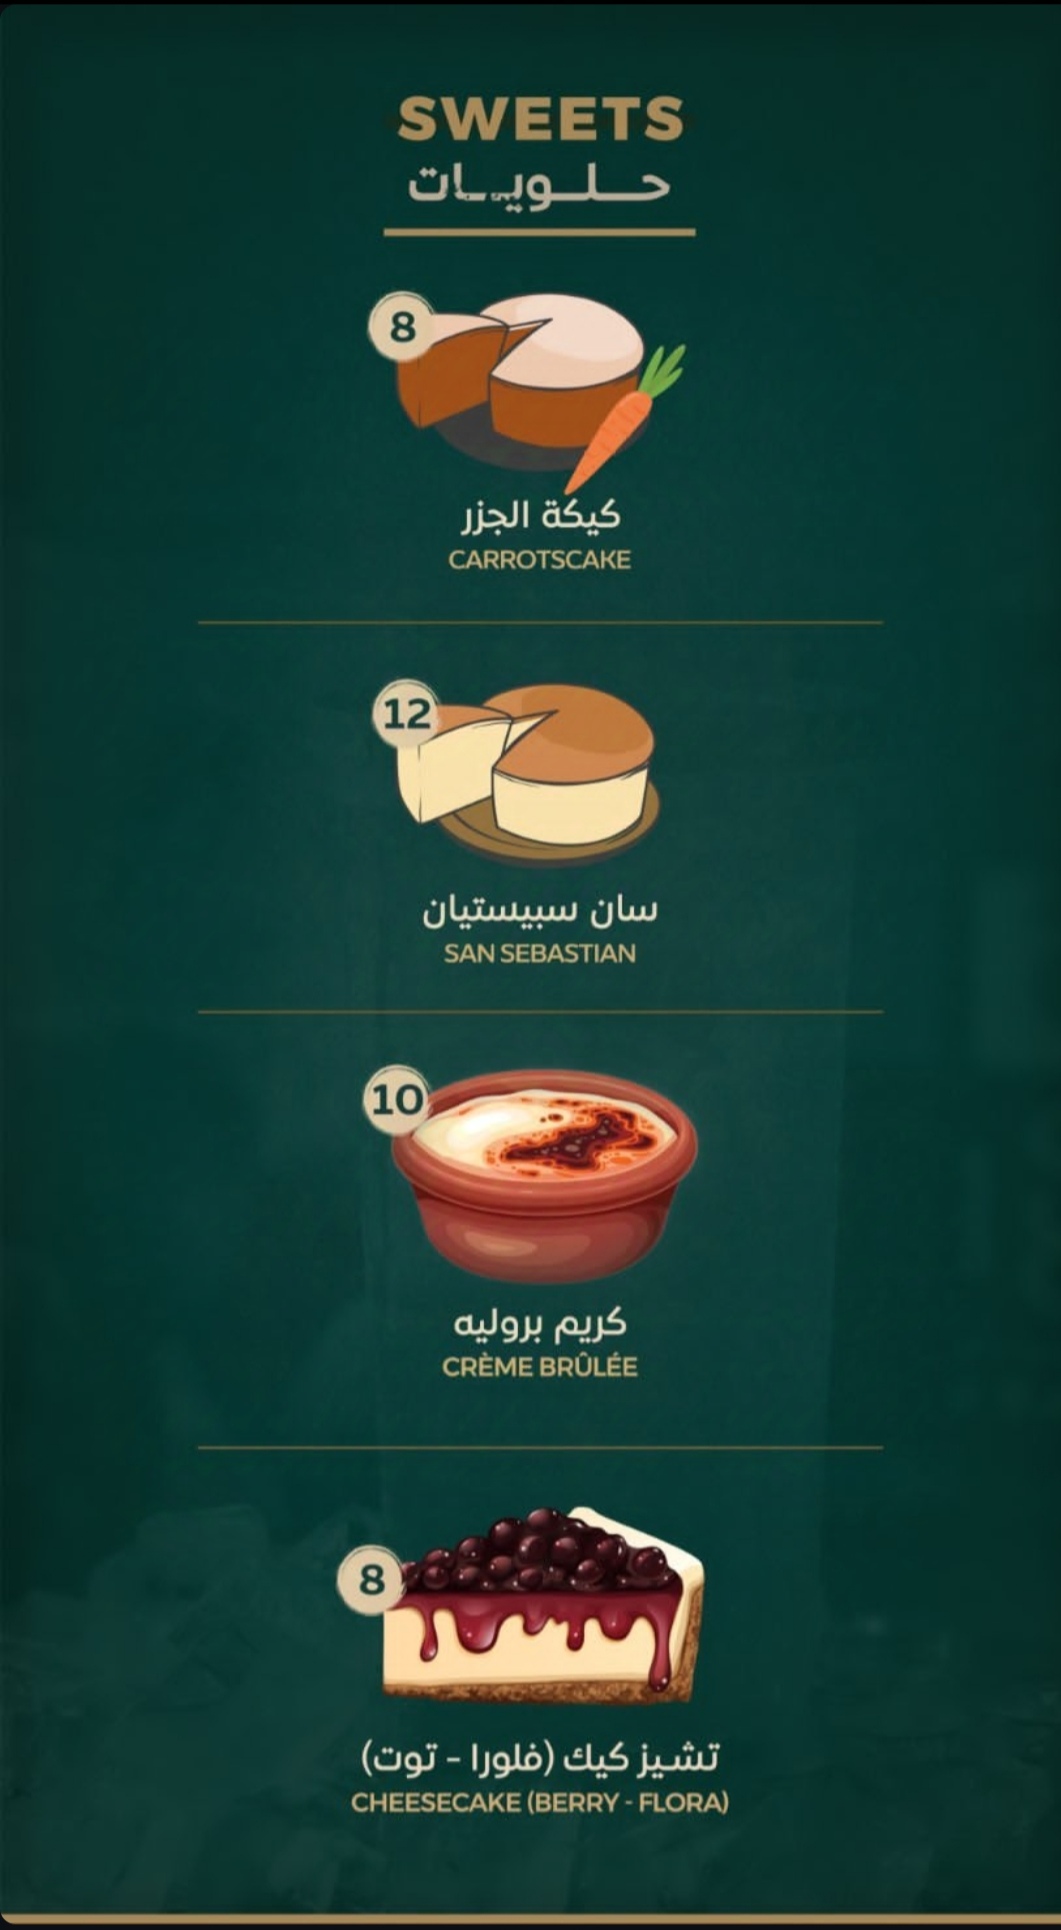 SWEETS
حلويات
8
كيكة الجزر
CARROTSCAKE
12
سان سبيستيان
SAN SEBASTIAN
10
كريم بروليه
CRÈME BRÛLÉE
8
تشيز كيك (فلورا - توت)
CHEESECAKE (BERRY - FLORA)